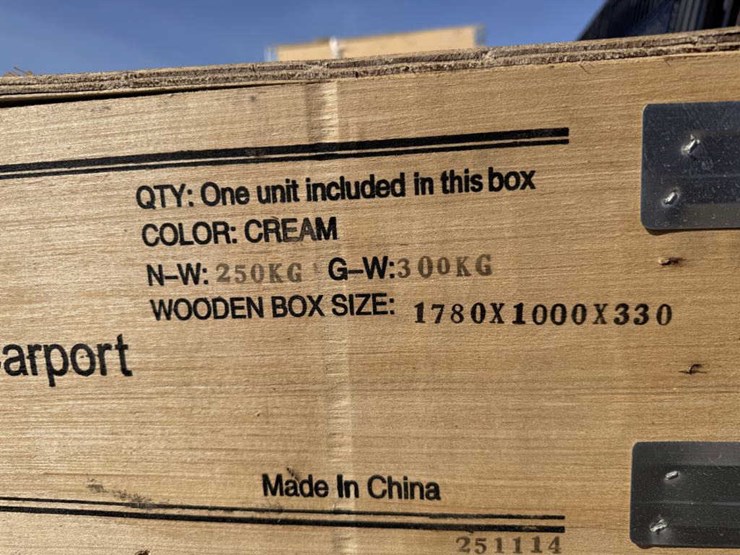 QTY: One unit included in this box
COLOR: CREAM
N-W: 250KG G-W:300KG
WOODEN BOX SIZE: 1780X1000X330
arport
Made In China
251114